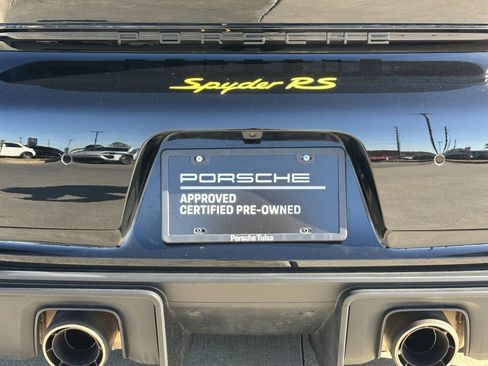 PORSCHE
Spyder RS
PORSCHE
APPROVED
CERTIFIED PRE-OWNED
Porsche Tulsa